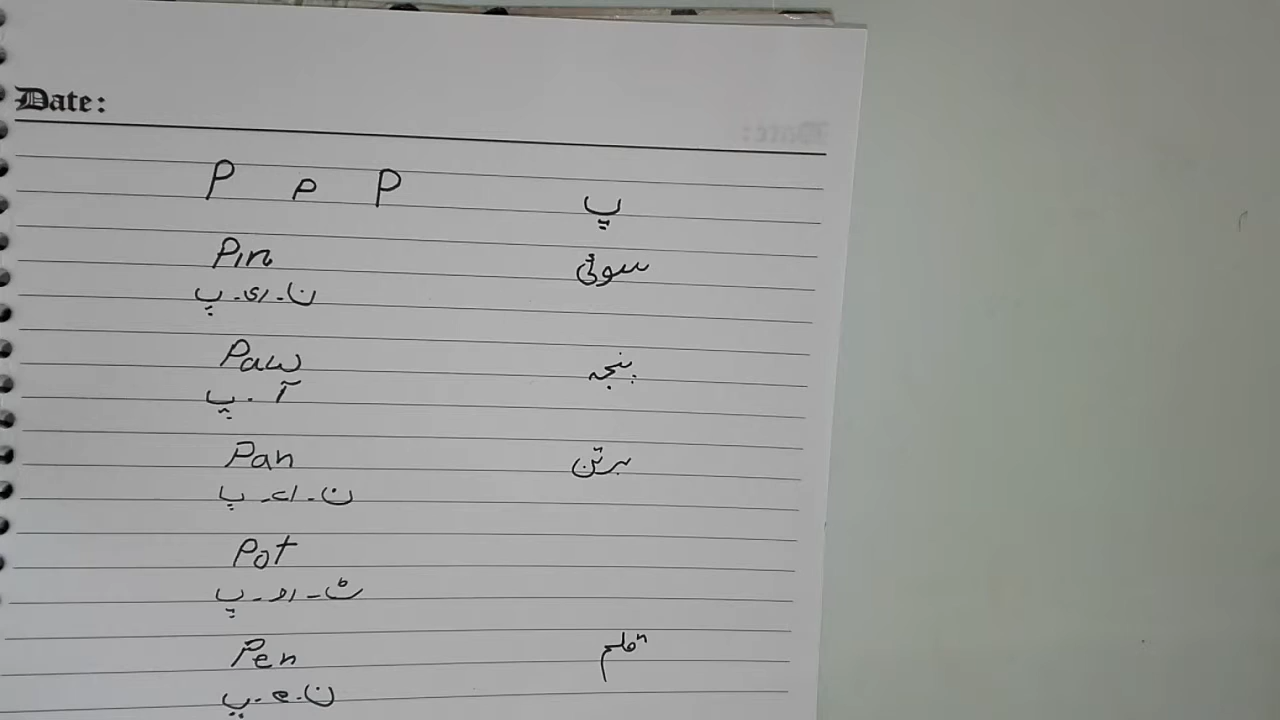 Date:
P P P پ
Pin سوئی
پ - ای - ن
Paw پنجہ
پ - آ
Pan برتن
پ - اے - ن
Pot
پ - او - ٹ
Pen قلم
پ - ے - ن